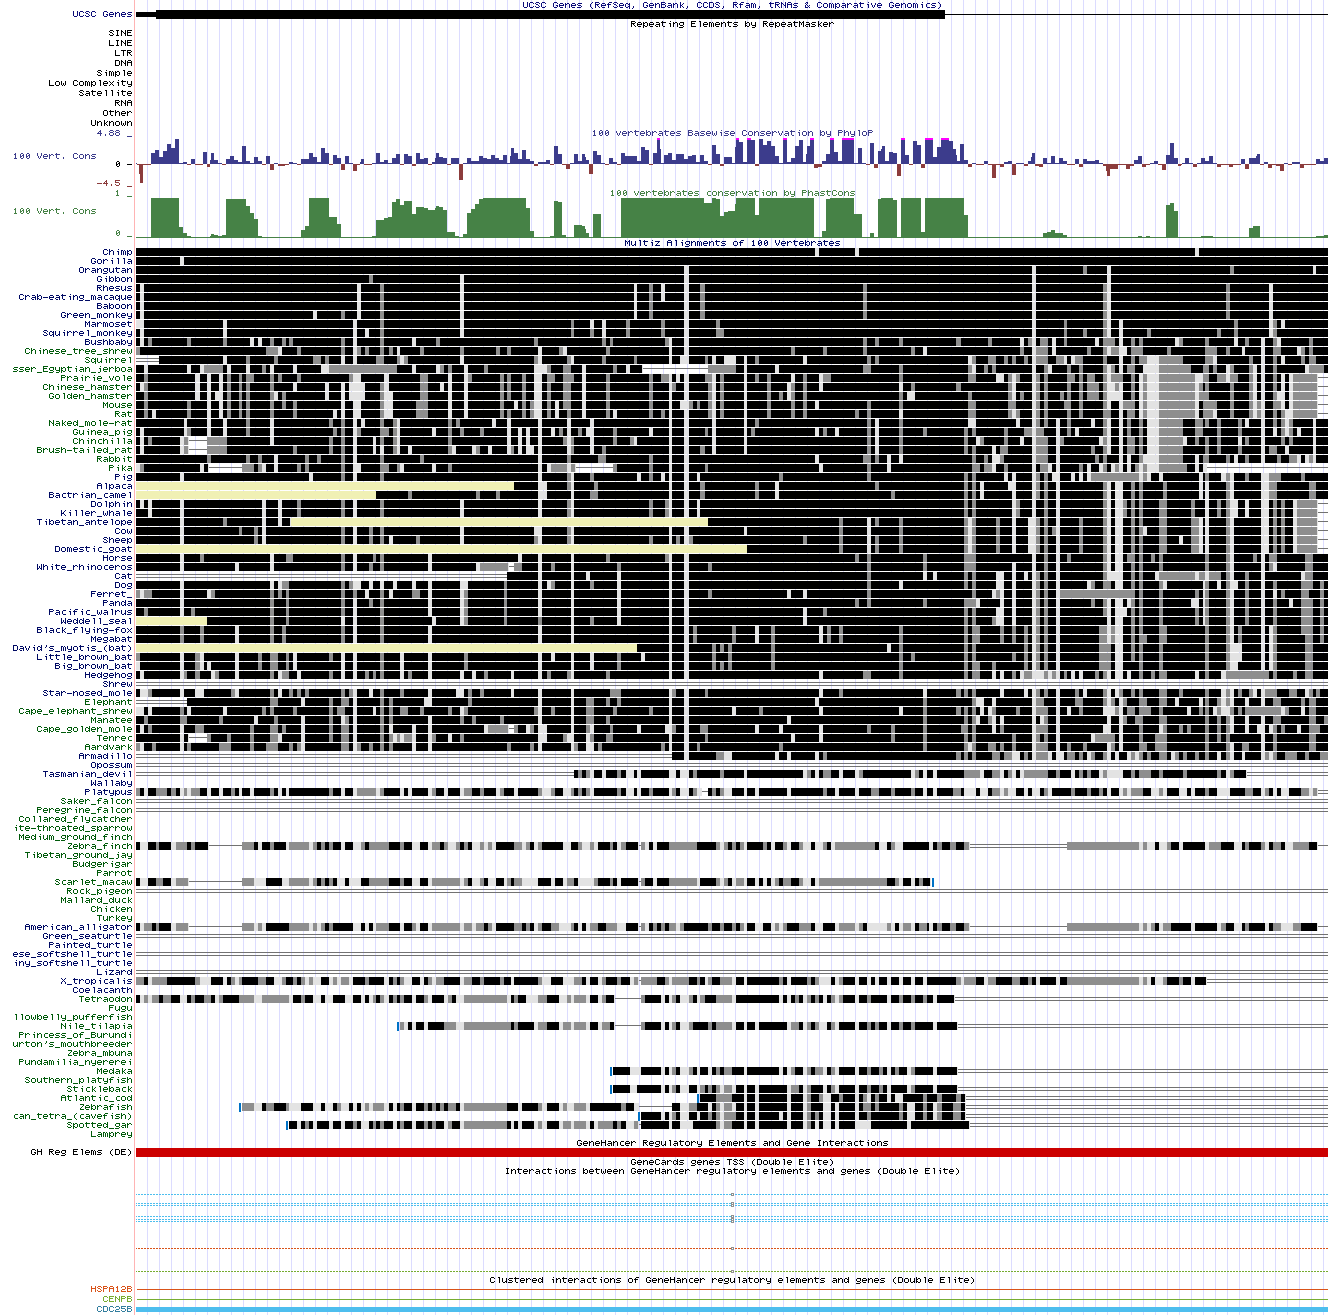 UCSC Genes (RefSeq, GenBank, CCDS, Rfam, tRNAs & Comparative Genomics)
UCSC Genes
Repeating Elements by RepeatMasker
SINE
LINE
LTR
DNA
Simple
Low Complexity
Satellite
RNA
Other
Unknown
4.88 _
100 vertebrates Basewise Conservation by PhyloP
100 Vert. Cons
0 _
-4.5 _
1 _
100 vertebrates conservation by PhastCons
100 Vert. Cons
0 _
Multiz Alignments of 100 Vertebrates
Chimp
Gorilla
Orangutan
Gibbon
Rhesus
Crab-eating_macaque
Baboon
Green_monkey
Marmoset
Squirrel_monkey
Bushbaby
Chinese_tree_shrew
Squirrel
sser_Egyptian_jerboa
Prairie_vole
Chinese_hamster
Golden_hamster
Mouse
Rat
Naked_mole-rat
Guinea_pig
Chinchilla
Brush-tailed_rat
Rabbit
Pika
Pig
Alpaca
Bactrian_camel
Dolphin
Killer_whale
Tibetan_antelope
Cow
Sheep
Domestic_goat
Horse
White_rhinoceros
Cat
Dog
Ferret_
Panda
Pacific_walrus
Weddell_seal
Black_flying-fox
Megabat
David's_myotis_(bat)
Little_brown_bat
Big_brown_bat
Hedgehog
Shrew
Star-nosed_mole
Elephant
Cape_elephant_shrew
Manatee
Cape_golden_mole
Tenrec
Aardvark
Armadillo
Opossum
Tasmanian_devil
Wallaby
Platypus
Saker_falcon
Peregrine_falcon
Collared_flycatcher
ite-throated_sparrow
Medium_ground_finch
Zebra_finch
Tibetan_ground_jay
Budgerigar
Parrot
Scarlet_macaw
Rock_pigeon
Mallard_duck
Chicken
Turkey
American_alligator
Green_seaturtle
Painted_turtle
ese_softshell_turtle
iny_softshell_turtle
Lizard
X_tropicalis
Coelacanth
Tetraodon
Fugu
llowbelly_pufferfish
Nile_tilapia
Princess_of_Burundi
urton's_mouthbreeder
Zebra_mbuna
Pundamilia_nyererei
Medaka
Southern_platyfish
Stickleback
Atlantic_cod
Zebrafish
can_tetra_(cavefish)
Spotted_gar
Lamprey
GeneHancer Regulatory Elements and Gene Interactions
GH Reg Elems (DE)
GeneCards genes TSS (Double Elite)
Interactions between GeneHancer regulatory elements and genes (Double Elite)
Clustered interactions of GeneHancer regulatory elements and genes (Double Elite)
HSPA12B
CENPB
CDC25B